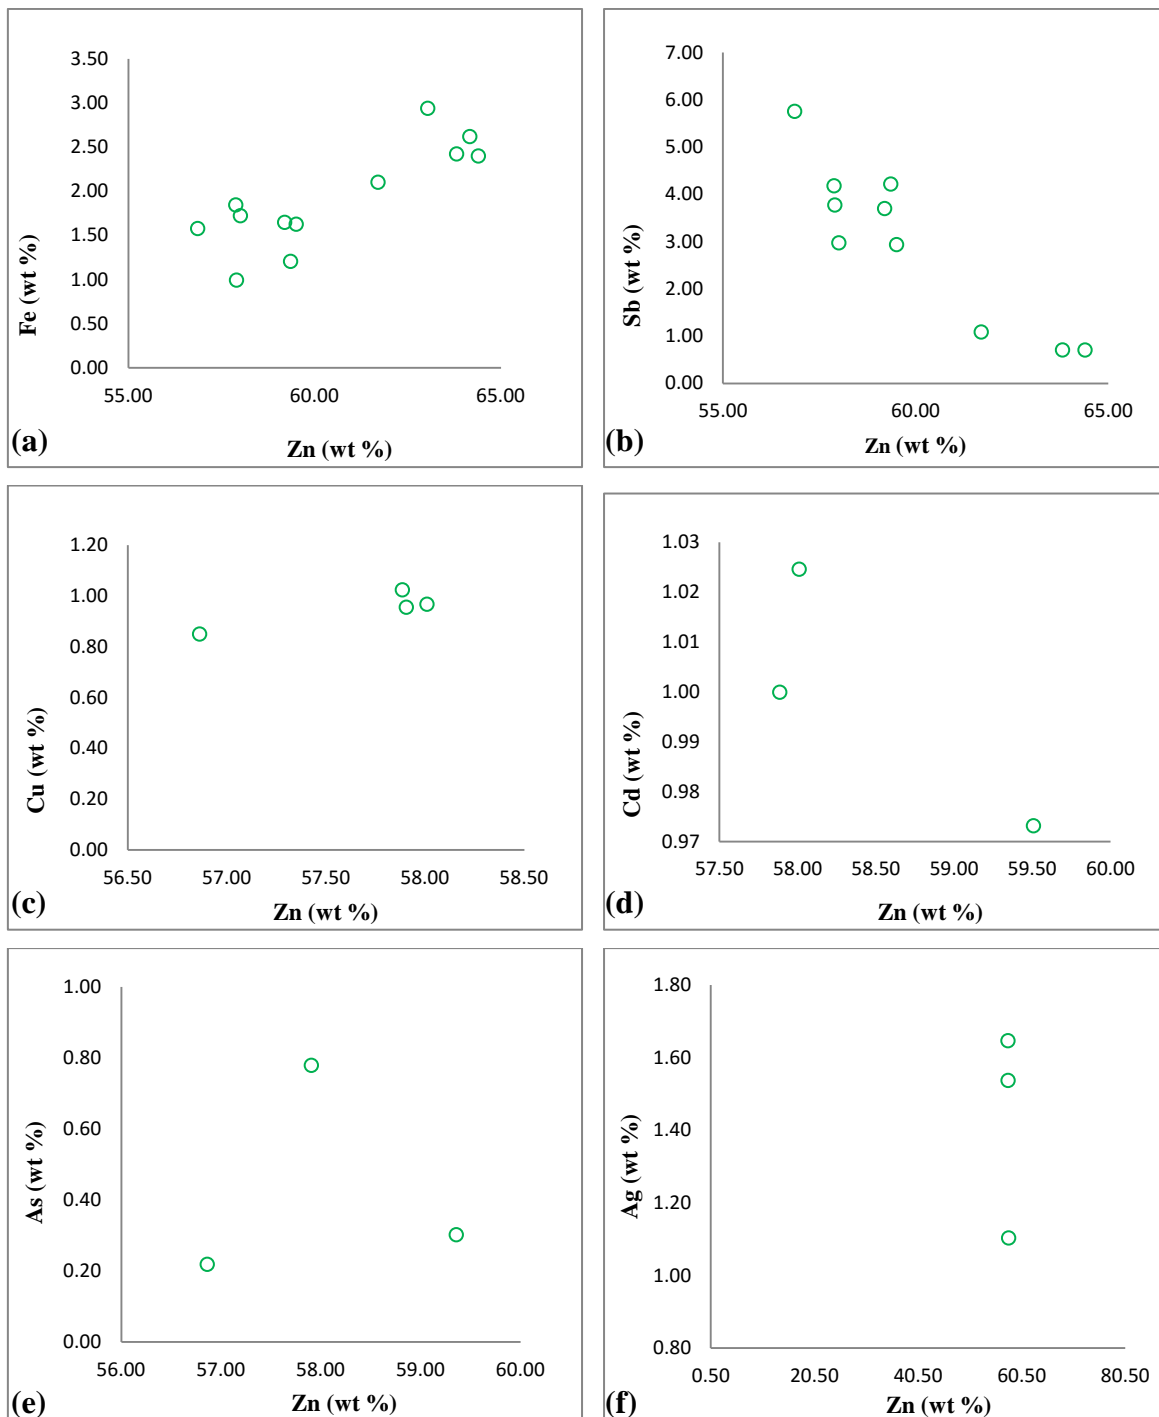 3.50
3.00
2.50
2.00
1.50
1.00
0.50
0.00
55.00 60.00 65.00
Fe (wt %)
Zn (wt %)
(a)
7.00
6.00
5.00
4.00
3.00
2.00
1.00
0.00
55.00 60.00 65.00
Sb (wt %)
Zn (wt %)
(b)
1.20
1.00
0.80
0.60
0.40
0.20
0.00
56.50 57.00 57.50 58.00 58.50
Cu (wt %)
Zn (wt %)
(c)
1.03
1.02
1.01
1.00
0.99
0.98
0.97
57.50 58.00 58.50 59.00 59.50 60.00
Cd (wt %)
Zn (wt %)
(d)
1.00
0.80
0.60
0.40
0.20
0.00
56.00 57.00 58.00 59.00 60.00
As (wt %)
Zn (wt %)
(e)
1.80
1.60
1.40
1.20
1.00
0.80
0.50 20.50 40.50 60.50 80.50
Ag (wt %)
Zn (wt %)
(f)